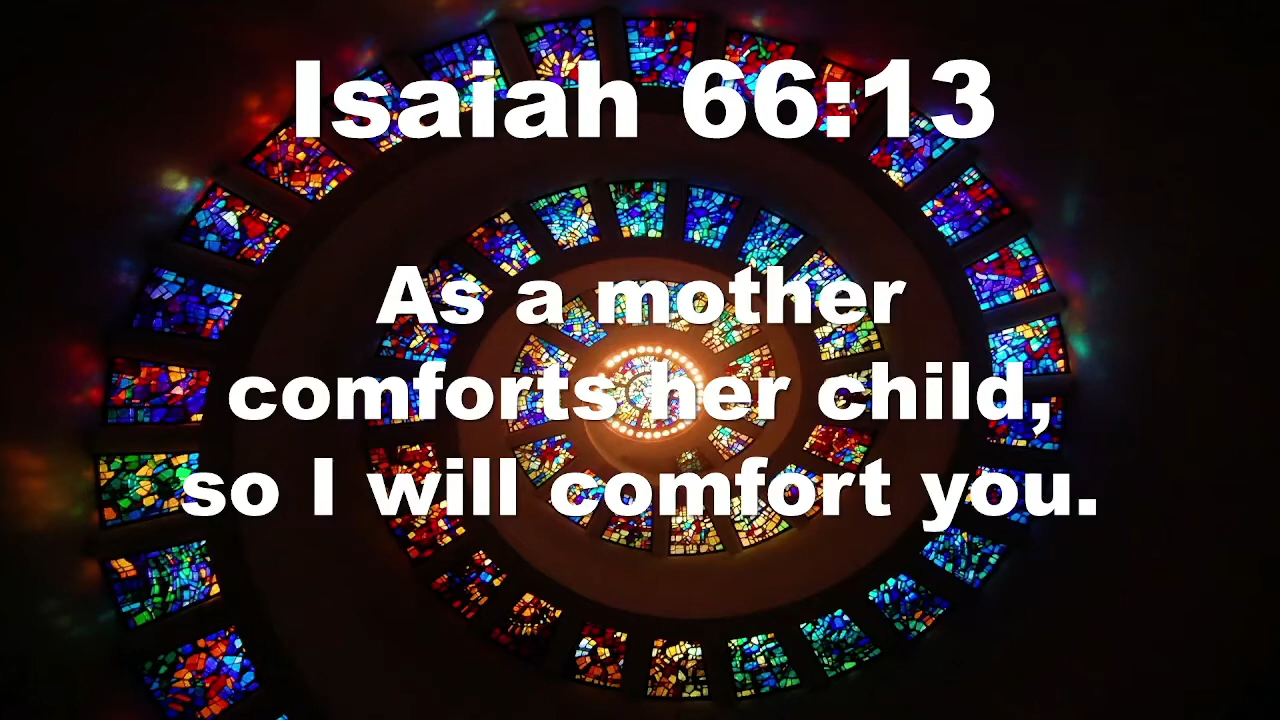 Isaiah 66:13
As a mother
comforts her child,
so I will comfort you.